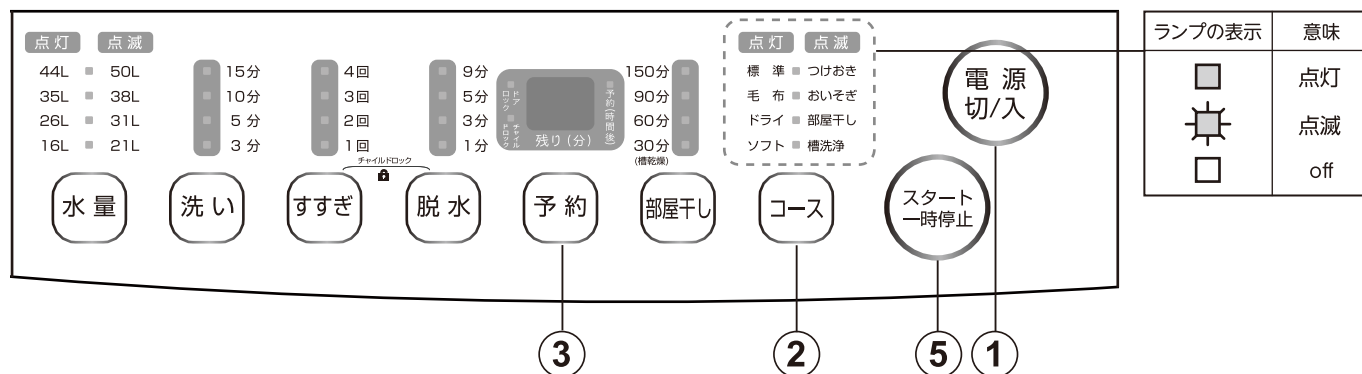 点灯 点滅
44L 50L
35L 38L
26L 31L
16L 21L
15分
10分
5分
3分
4回
3回
2回
1回
9分
5分
3分
1分
ドアロック
チャイルドロック
予約(時間後)
残り(分)
150分
90分
60分
30分
(槽乾燥)
点灯 点滅
標準 つけおき
毛布 おいそぎ
ドライ 部屋干し
ソフト 槽洗浄
チャイルドロック
水量 洗い すすぎ 脱水 予約 部屋干し コース
電源
切/入
スタート
一時停止
ランプの表示 意味
点灯
点滅
off
3 2 5 1